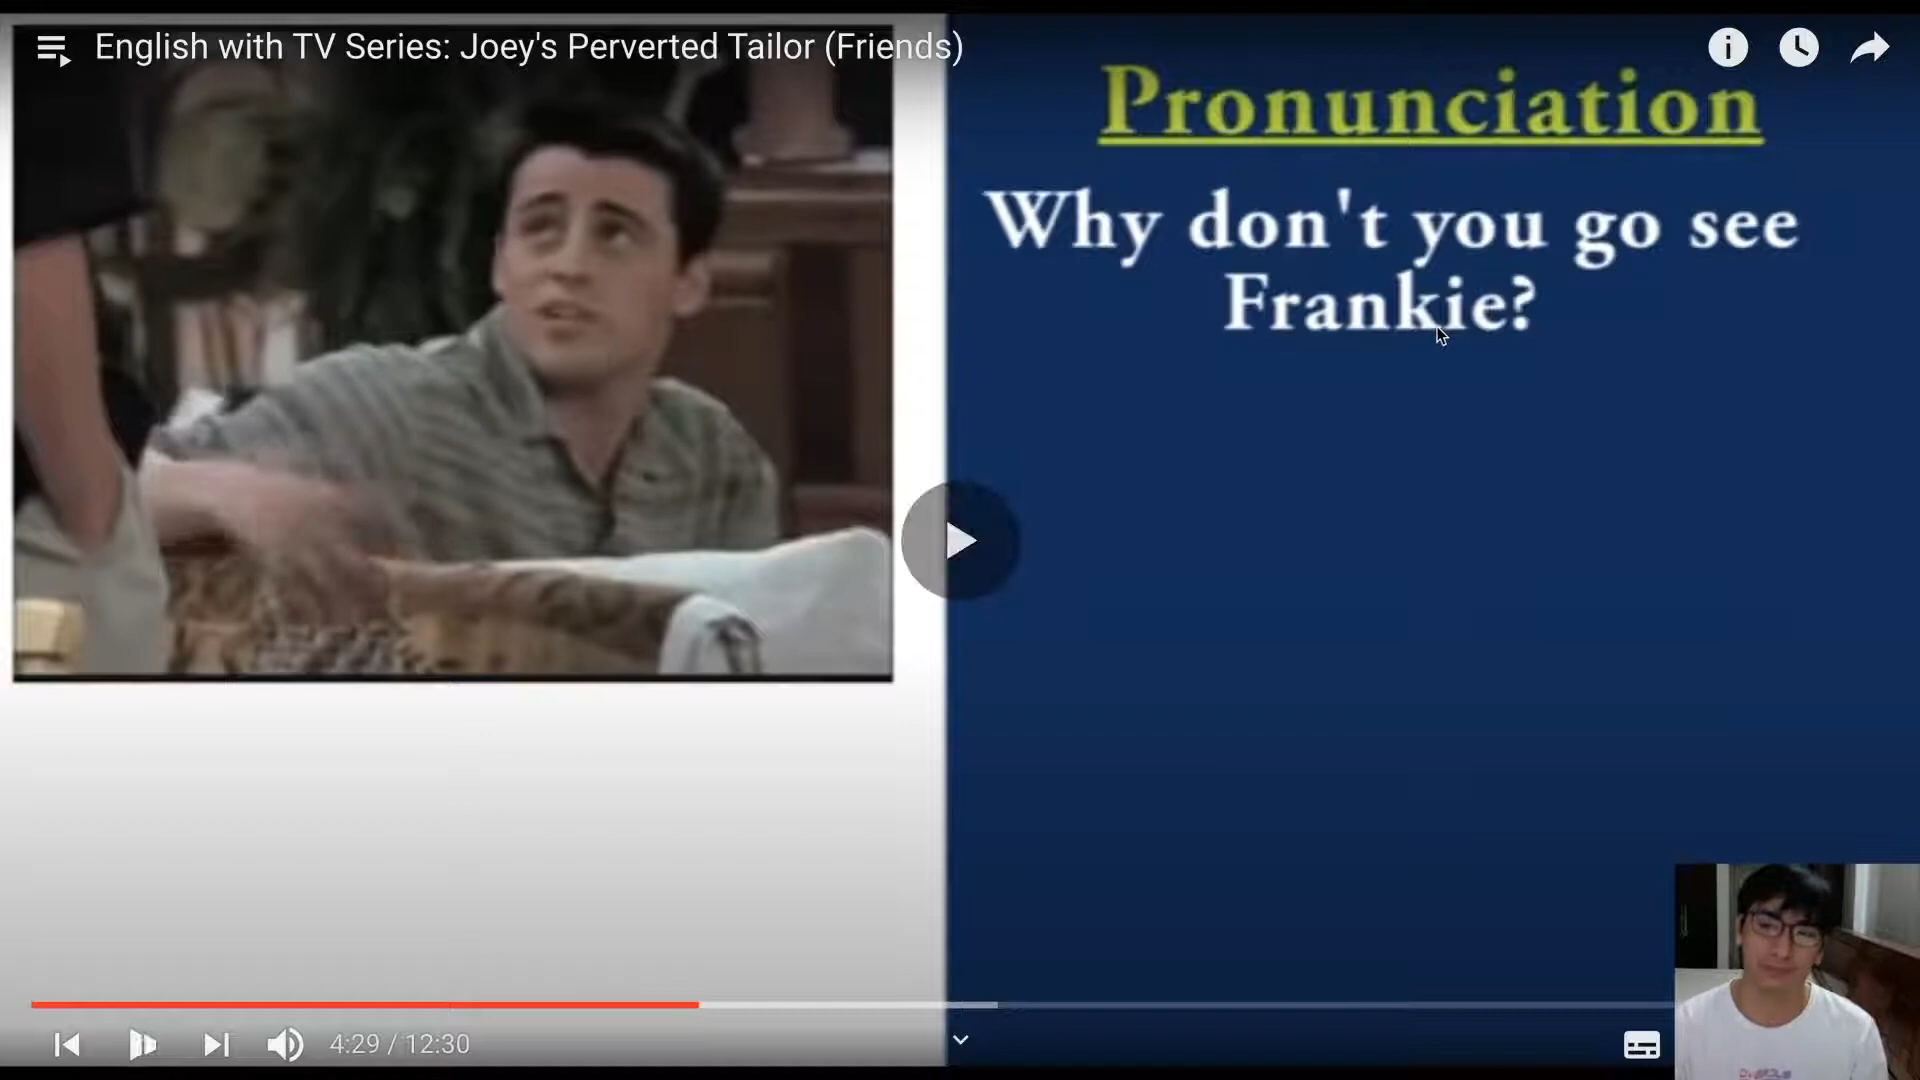 English with TV Series: Joey's Perverted Tailor (Friends)
Pronunciation
Why don't you go see
Frankie?
4:29 / 12:30